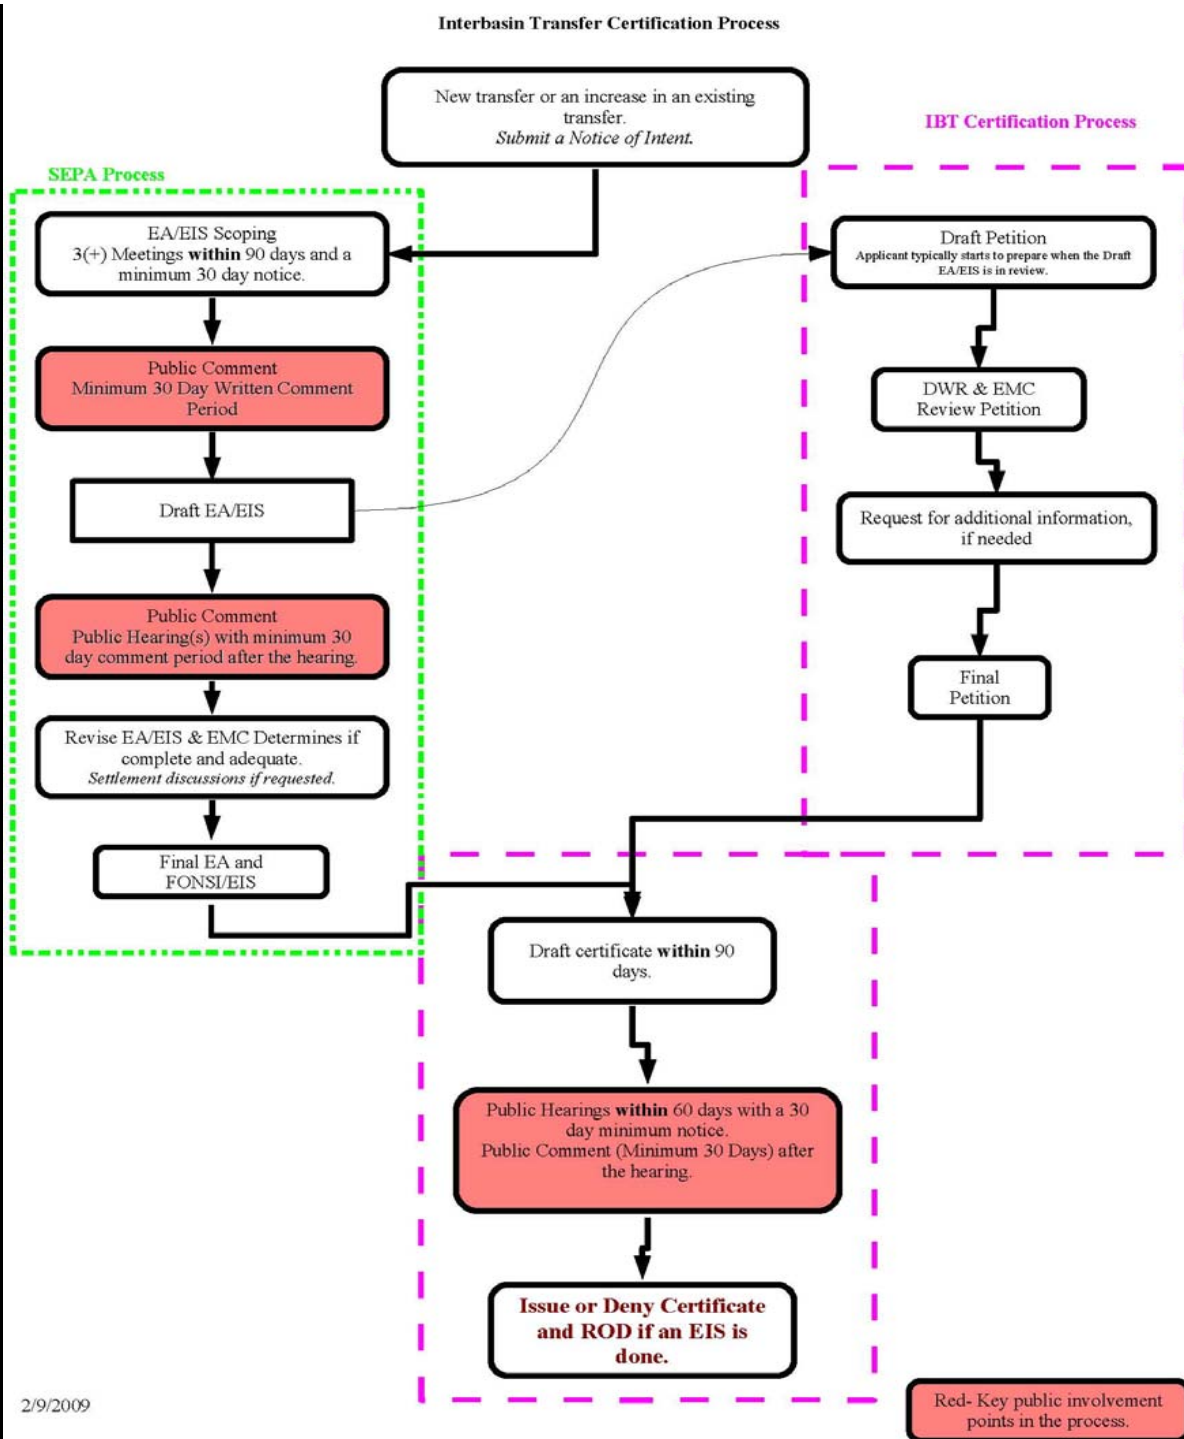 Interbasin Transfer Certification Process
New transfer or an increase in an existing
transfer.
Submit a Notice of Intent.
IBT Certification Process
SEPA Process
EA/EIS Scoping
3(+) Meetings within 90 days and a
minimum 30 day notice.
Draft Petition
Applicant typically starts to prepare when the Draft
EA/EIS is in review.
Public Comment
Minimum 30 Day Written Comment
Period
DWR & EMC
Review Petition
Draft EA/EIS
Request for additional information,
if needed
Public Comment
Public Hearing(s) with minimum 30
day comment period after the hearing.
Final
Petition
Revise EA/EIS & EMC Determines if
complete and adequate.
Settlement discussions if requested.
Final EA and
FONSI/EIS
Draft certificate within 90
days.
Public Hearings within 60 days with a 30
day minimum notice.
Public Comment (Minimum 30 Days) after
the hearing.
Issue or Deny Certificate
and ROD if an EIS is
done.
2/9/2009
Red- Key public involvement
points in the process.